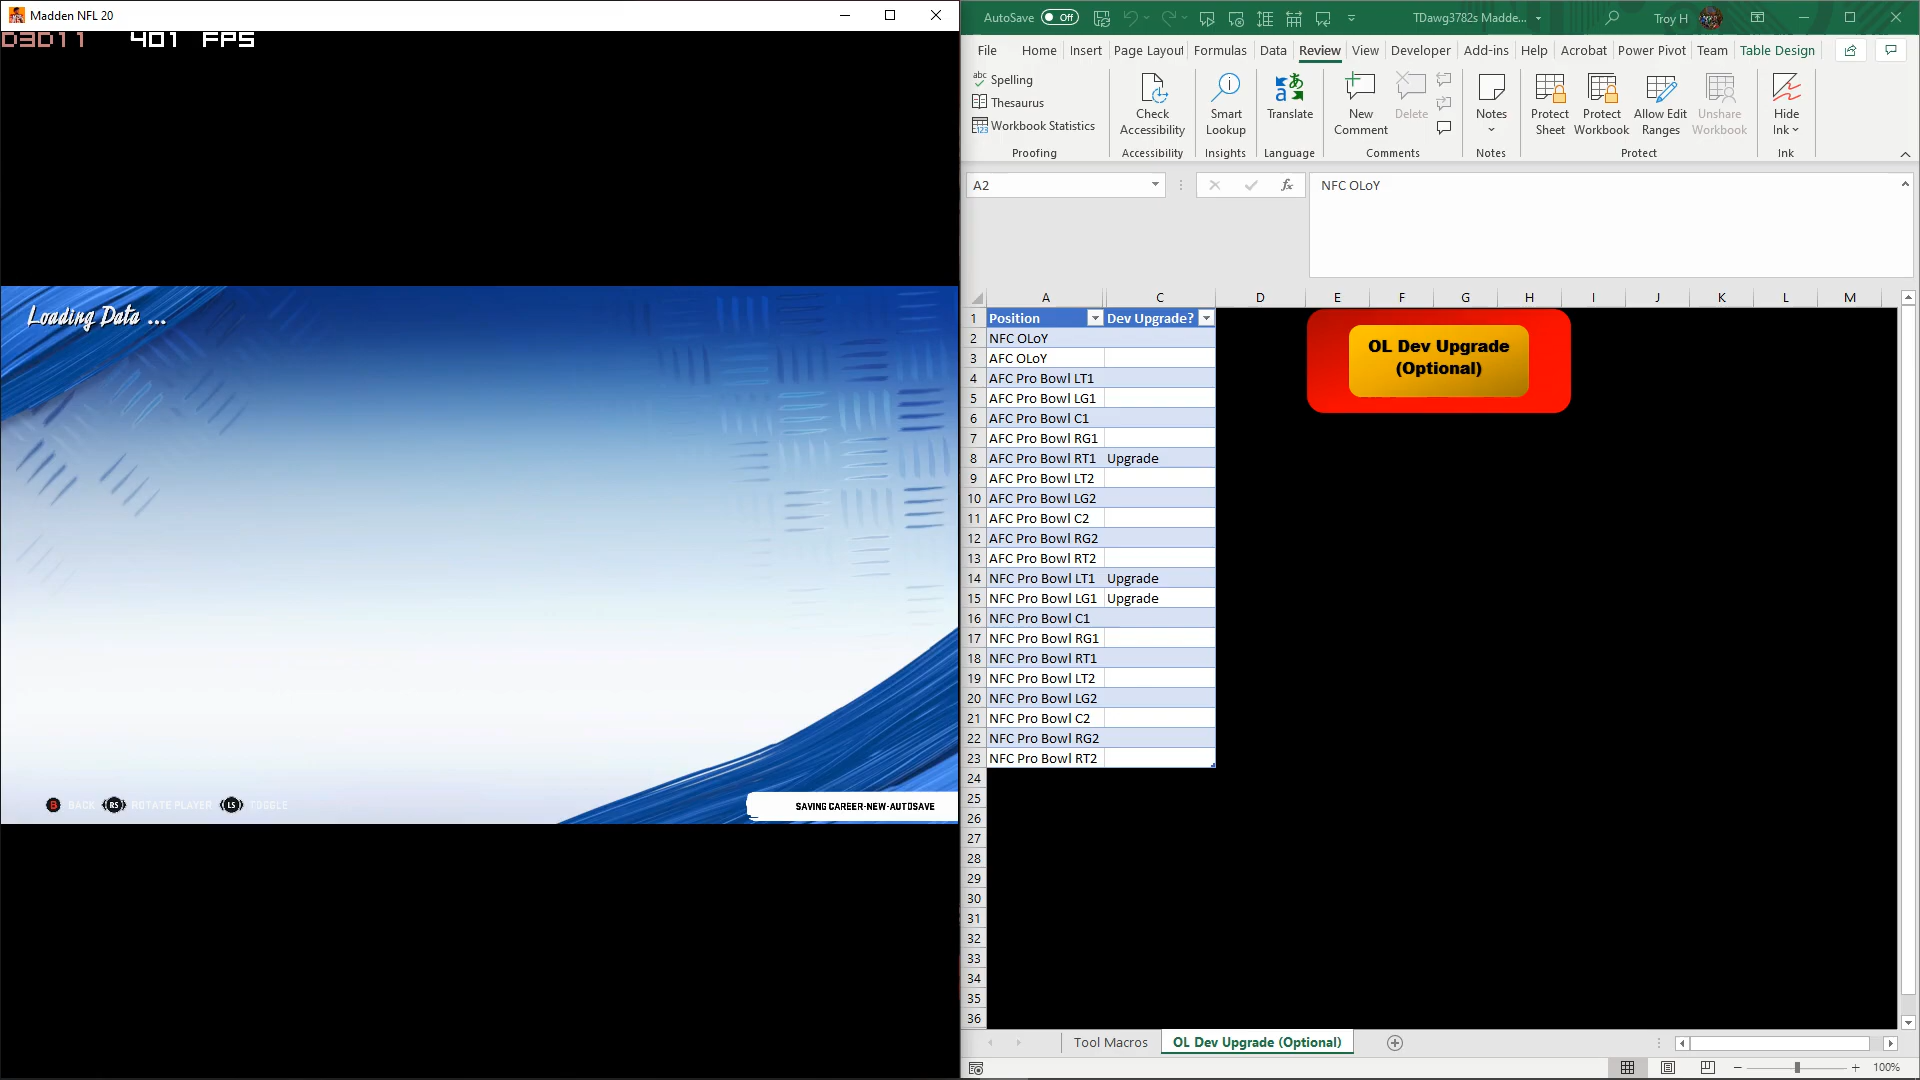 Madden NFL 20
D3D11 401 FPS
Loading Data ...
B BACK RS ROTATE PLAYER LS TOGGLE
SAVING CAREER-NEW-AUTOSAVE
AutoSave Off
TDawg3782s Madde...
Troy H
File Home Insert Page Layout Formulas Data Review View Developer Add-ins Help Acrobat Power Pivot Team Table Design
abc Spelling
Thesaurus
Workbook Statistics
Proofing
Check
Accessibility
Accessibility
Smart
Lookup
Insights
Translate
Language
New
Comment
Delete
Comments
Notes
Notes
Protect
Sheet
Protect
Workbook
Allow Edit
Ranges
Unshare
Workbook
Protect
Hide
Ink
Ink
A2
fx
NFC OLoY
A C D E F G H I J K L M
1 Position Dev Upgrade?
2 NFC OLoY
3 AFC OLoY
4 AFC Pro Bowl LT1
5 AFC Pro Bowl LG1
6 AFC Pro Bowl C1
7 AFC Pro Bowl RG1
8 AFC Pro Bowl RT1 Upgrade
9 AFC Pro Bowl LT2
10 AFC Pro Bowl LG2
11 AFC Pro Bowl C2
12 AFC Pro Bowl RG2
13 AFC Pro Bowl RT2
14 NFC Pro Bowl LT1 Upgrade
15 NFC Pro Bowl LG1 Upgrade
16 NFC Pro Bowl C1
17 NFC Pro Bowl RG1
18 NFC Pro Bowl RT1
19 NFC Pro Bowl LT2
20 NFC Pro Bowl LG2
21 NFC Pro Bowl C2
22 NFC Pro Bowl RG2
23 NFC Pro Bowl RT2
24
25
26
27
28
29
30
31
32
33
34
35
36
OL Dev Upgrade
(Optional)
Tool Macros OL Dev Upgrade (Optional)
100%